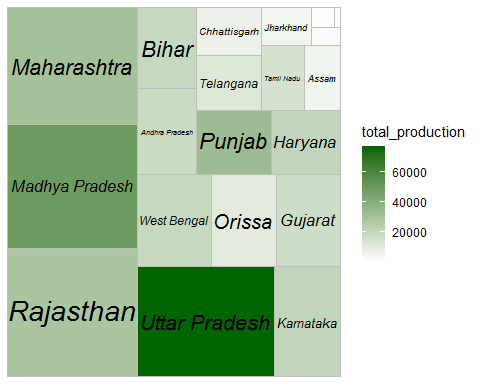 Maharashtra
Bihar
Chhattisgarh
Jharkhand
Telangana
Tamil Nadu
Assam
Madhya Pradesh
Andhra Pradesh
Punjab
Haryana
West Bengal
Orissa
Gujarat
Rajasthan
Uttar Pradesh
Karnataka
total_production
60000
40000
20000